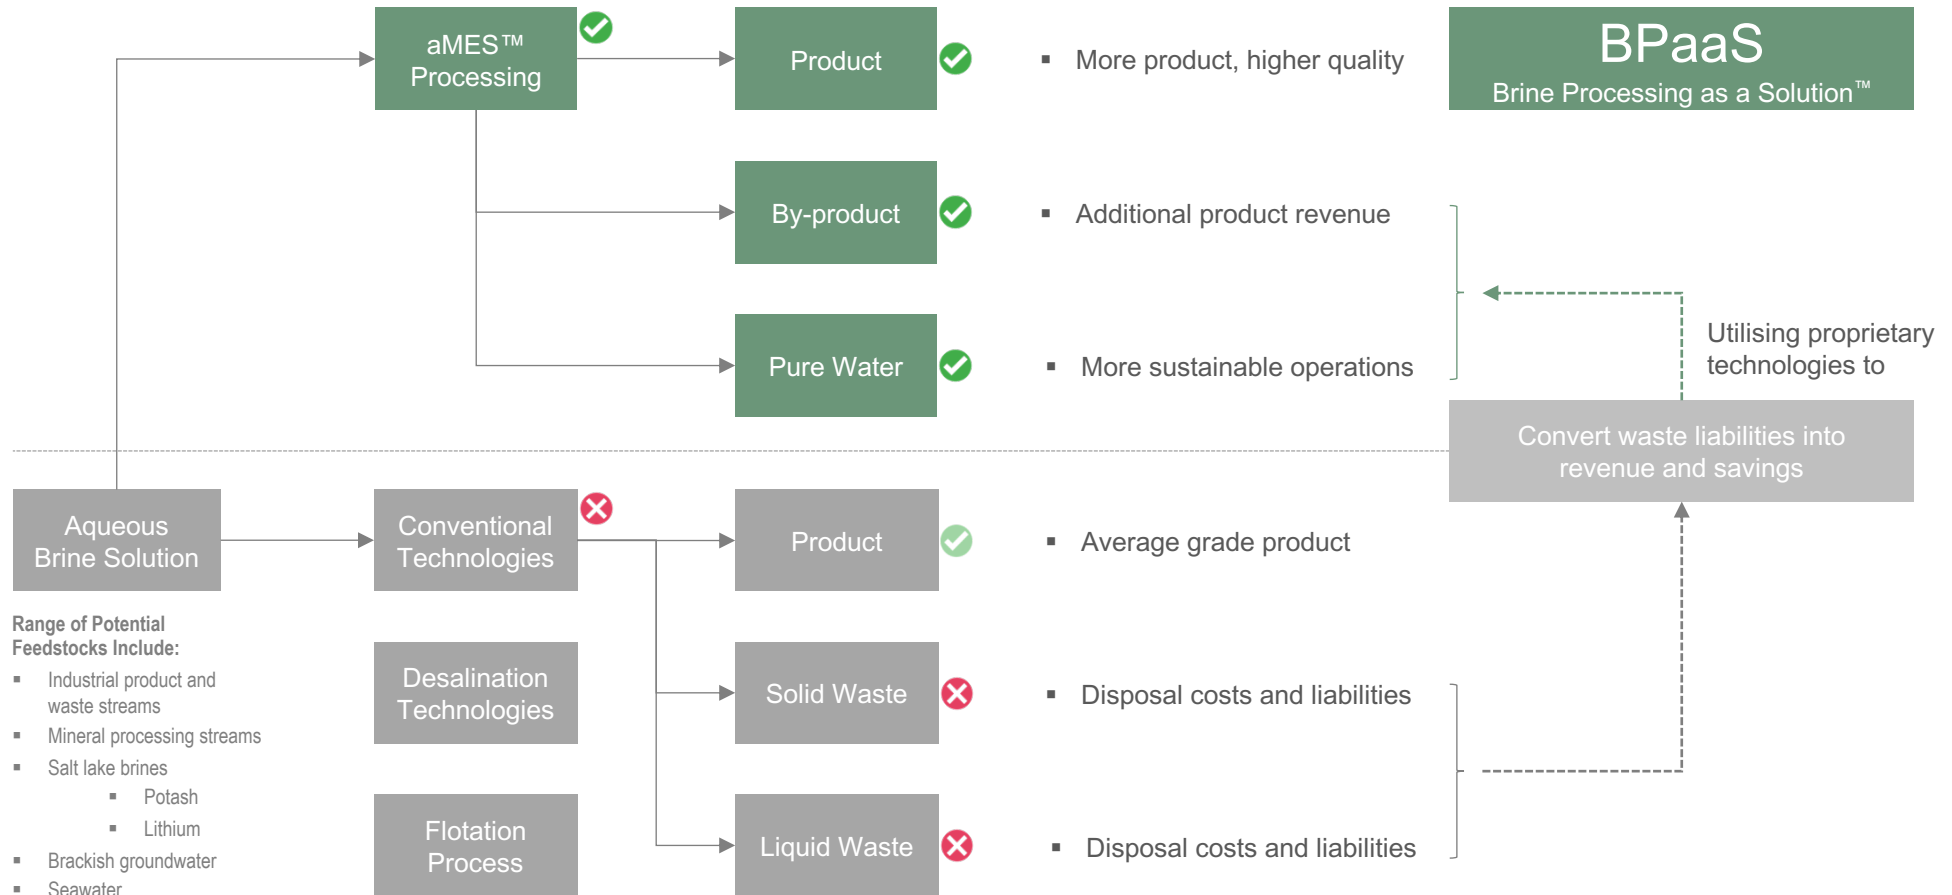 aMES™
Processing
Product
▪ More product, higher quality
BPaaS
Brine Processing as a Solution™
By-product
▪ Additional product revenue
Utilising proprietary
technologies to
Pure Water
▪ More sustainable operations
Convert waste liabilities into
revenue and savings
Aqueous
Brine Solution
Conventional
Technologies
Product
▪ Average grade product
Range of Potential
Feedstocks Include:
▪ Industrial product and
waste streams
▪ Mineral processing streams
▪ Salt lake brines
▪ Potash
▪ Lithium
▪ Brackish groundwater
▪ Seawater
Desalination
Technologies
Solid Waste
▪ Disposal costs and liabilities
Flotation
Process
Liquid Waste
▪ Disposal costs and liabilities